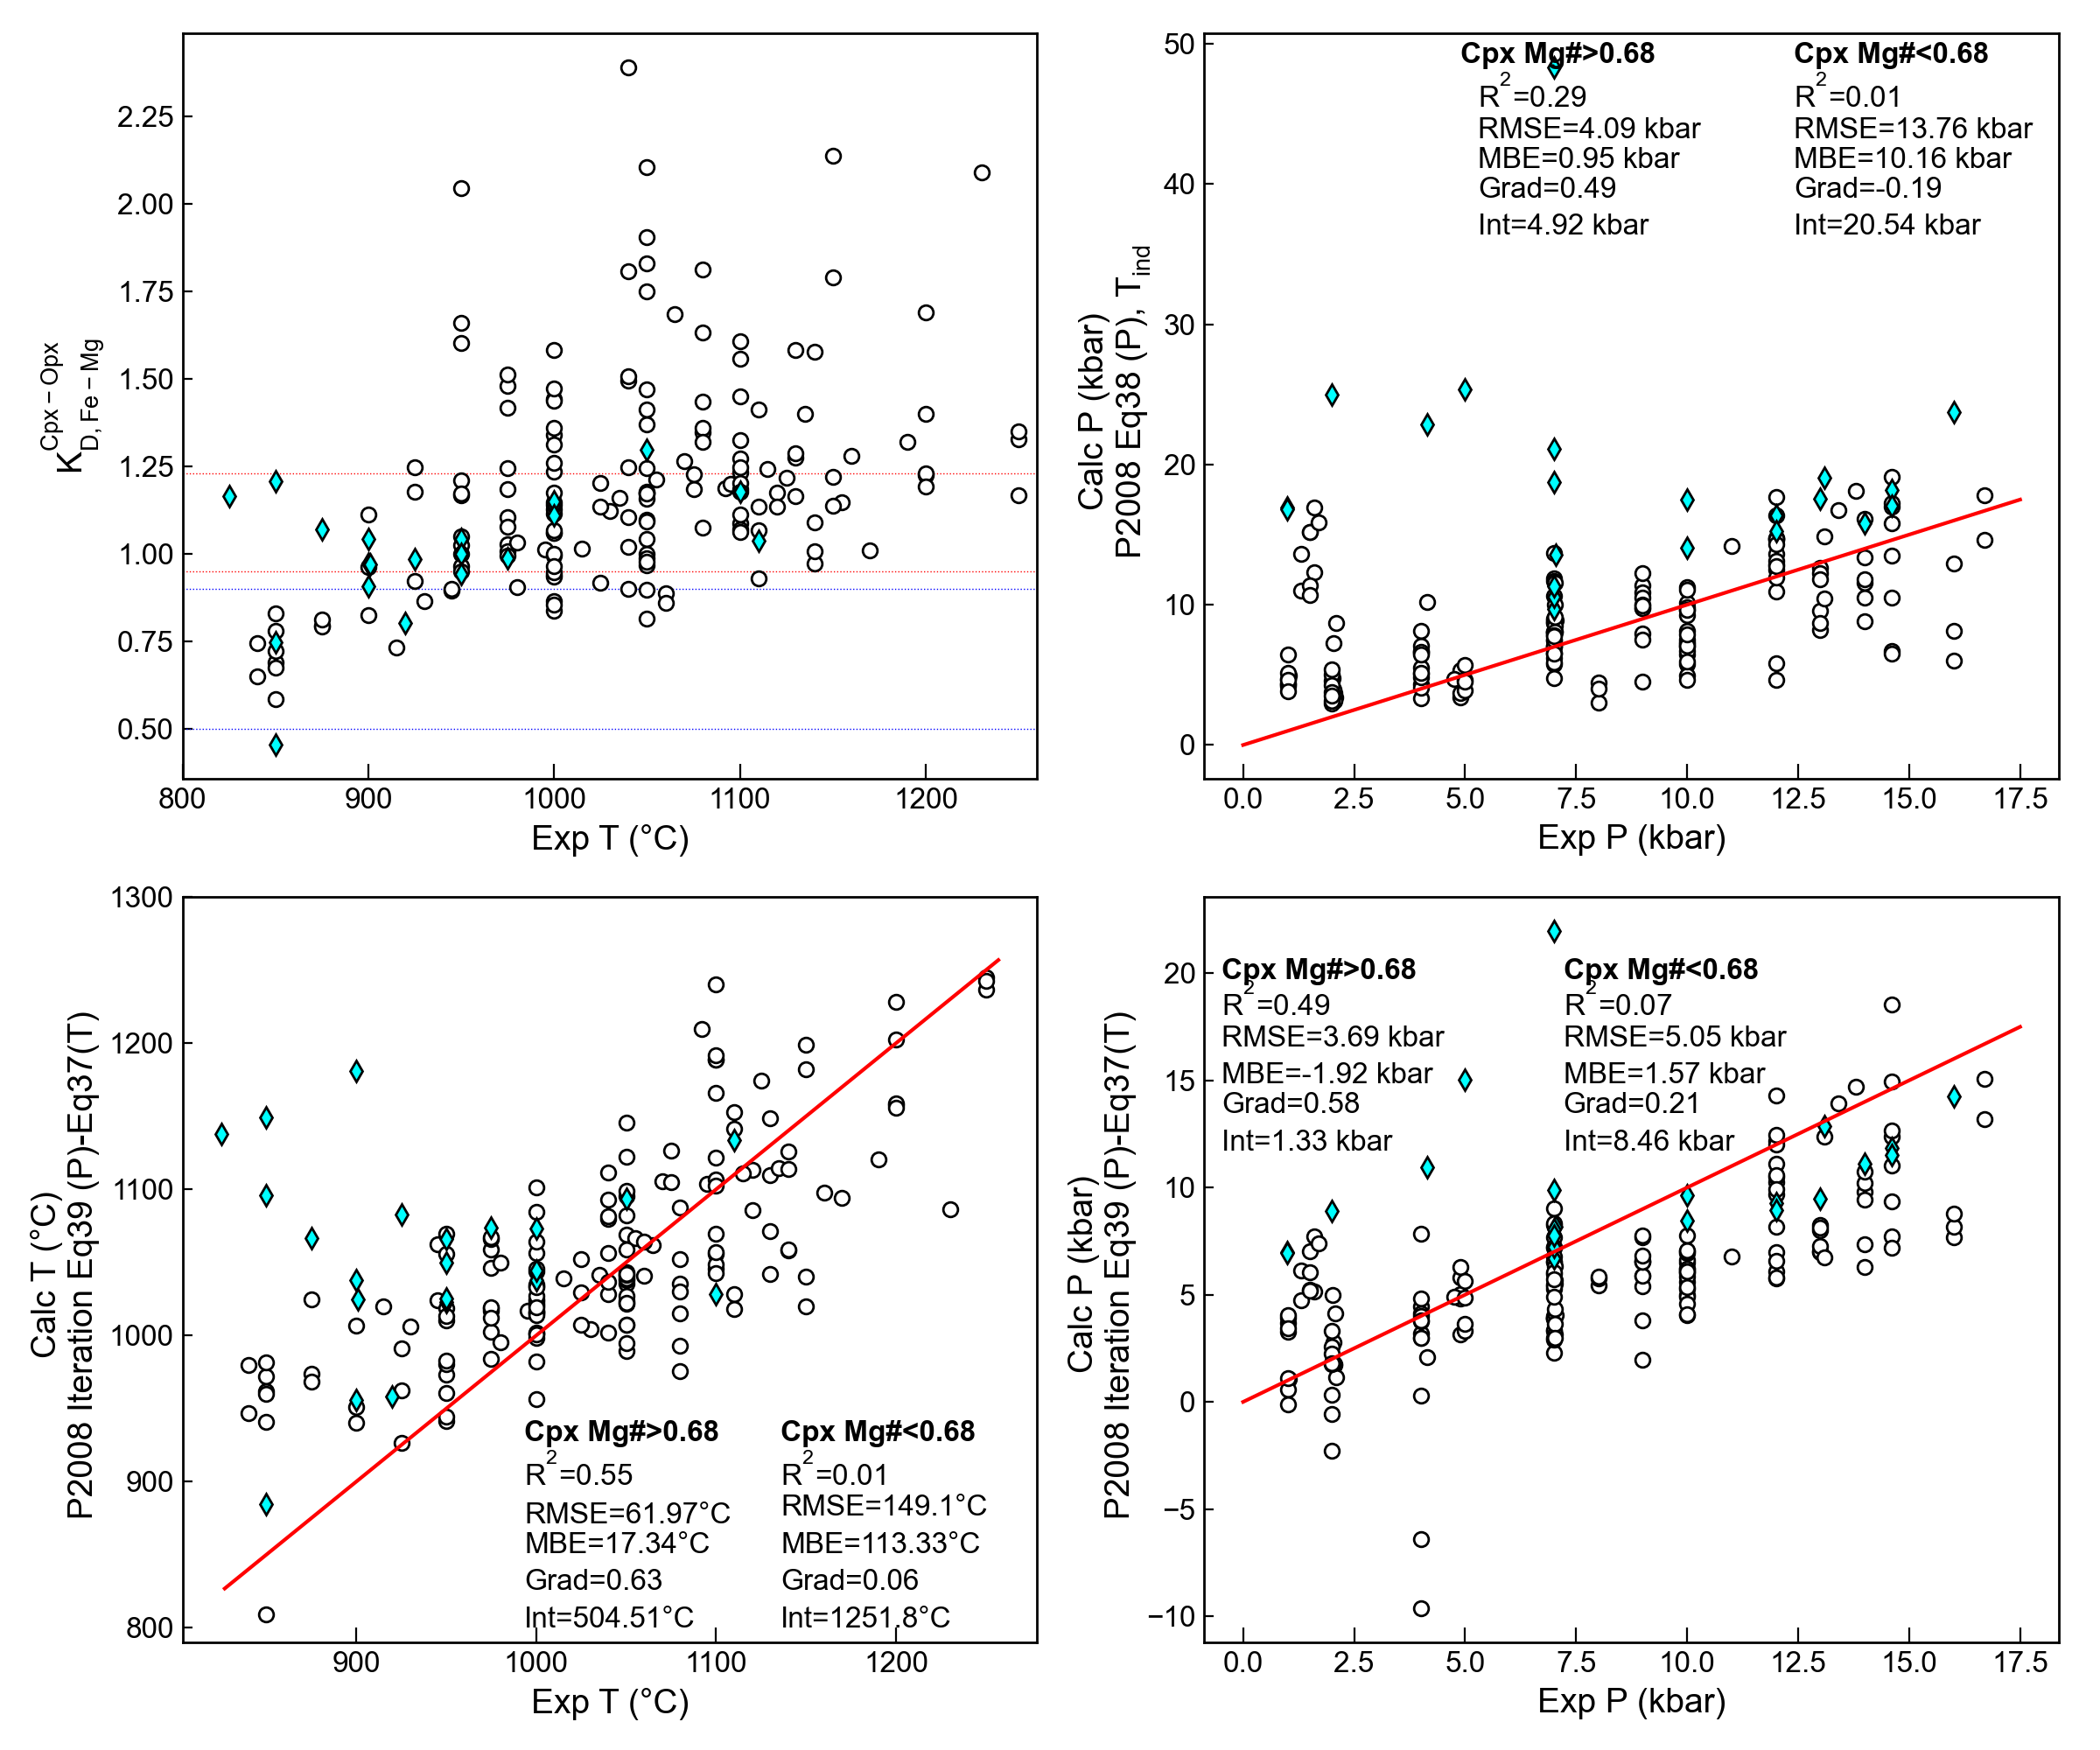 2.25
2.00
1.75
1.50
1.25
1.00
0.75
0.50
K D, Fe − Mg Cpx − Opx
800 900 1000 1100 1200
Exp T (°C)
50
40
30
20
10
0
Calc P (kbar)
P2008 Eq38 (P), Tind
Cpx Mg#>0.68
R2=0.29
RMSE=4.09 kbar
MBE=0.95 kbar
Grad=0.49
Int=4.92 kbar
Cpx Mg#<0.68
R2=0.01
RMSE=13.76 kbar
MBE=10.16 kbar
Grad=-0.19
Int=20.54 kbar
0.0 2.5 5.0 7.5 10.0 12.5 15.0 17.5
Exp P (kbar)
1300
1200
1100
1000
900
800
Calc T (°C)
P2008 Iteration Eq39 (P)-Eq37(T)
Cpx Mg#>0.68
R2=0.55
RMSE=61.97°C
MBE=17.34°C
Grad=0.63
Int=504.51°C
Cpx Mg#<0.68
R2=0.01
RMSE=149.1°C
MBE=113.33°C
Grad=0.06
Int=1251.8°C
900 1000 1100 1200
Exp T (°C)
20
15
10
5
0
−5
−10
Calc P (kbar)
P2008 Iteration Eq39 (P)-Eq37(T)
Cpx Mg#>0.68
R2=0.49
RMSE=3.69 kbar
MBE=-1.92 kbar
Grad=0.58
Int=1.33 kbar
Cpx Mg#<0.68
R2=0.07
RMSE=5.05 kbar
MBE=1.57 kbar
Grad=0.21
Int=8.46 kbar
0.0 2.5 5.0 7.5 10.0 12.5 15.0 17.5
Exp P (kbar)